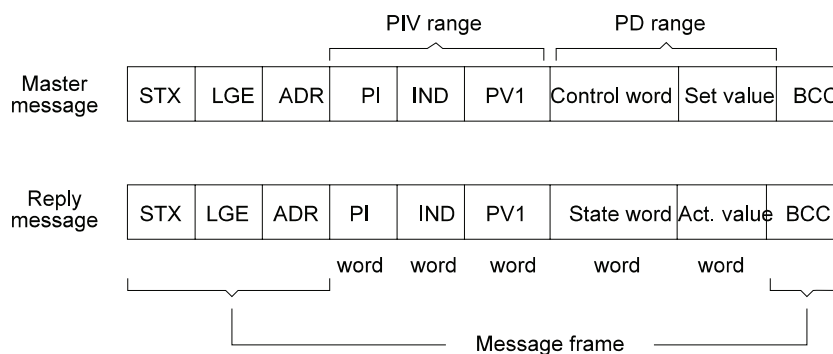 PIV range PD range
Master message
STX LGE ADR PI IND PV1 Control word Set value BCC
Reply message
STX LGE ADR PI IND PV1 State word Act. value BCC
word word word word word
Message frame